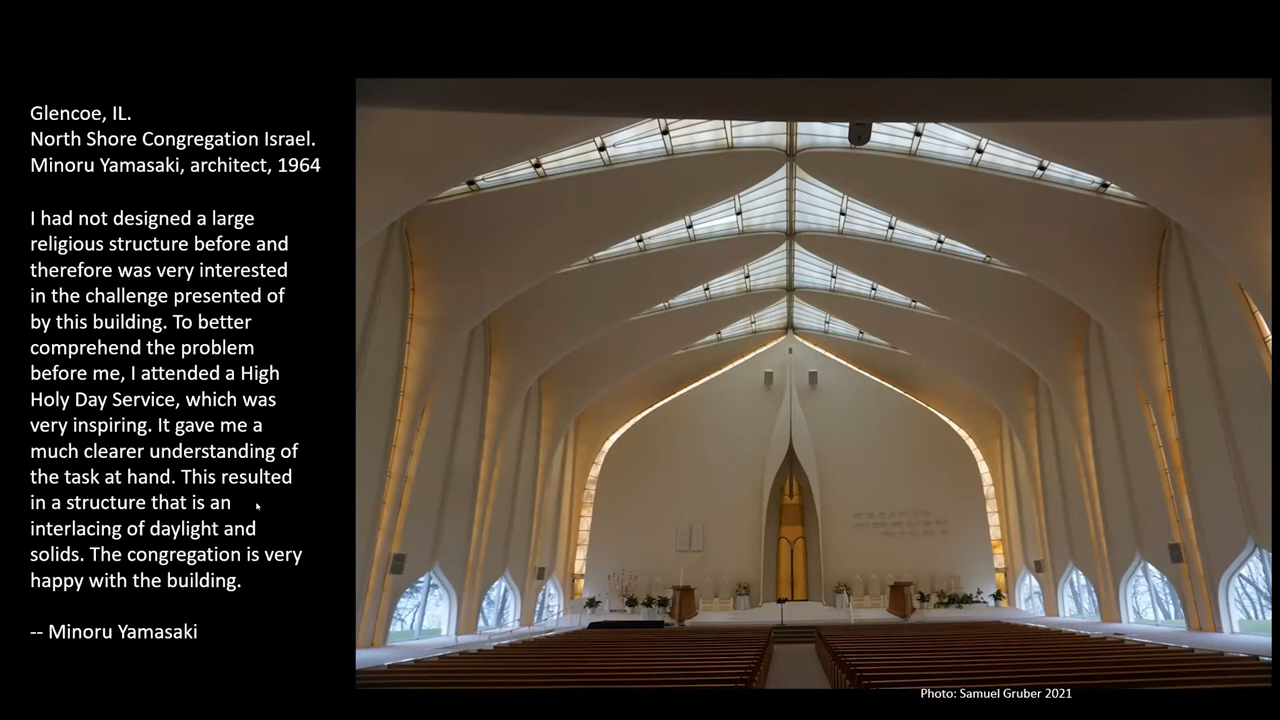 Glencoe, IL.
North Shore Congregation Israel.
Minoru Yamasaki, architect, 1964
I had not designed a large
religious structure before and
therefore was very interested
in the challenge presented of
by this building. To better
comprehend the problem
before me, I attended a High
Holy Day Service, which was
very inspiring. It gave me a
much clearer understanding of
the task at hand. This resulted
in a structure that is an
interlacing of daylight and
solids. The congregation is very
happy with the building.
-- Minoru Yamasaki
Photo: Samuel Gruber 2021